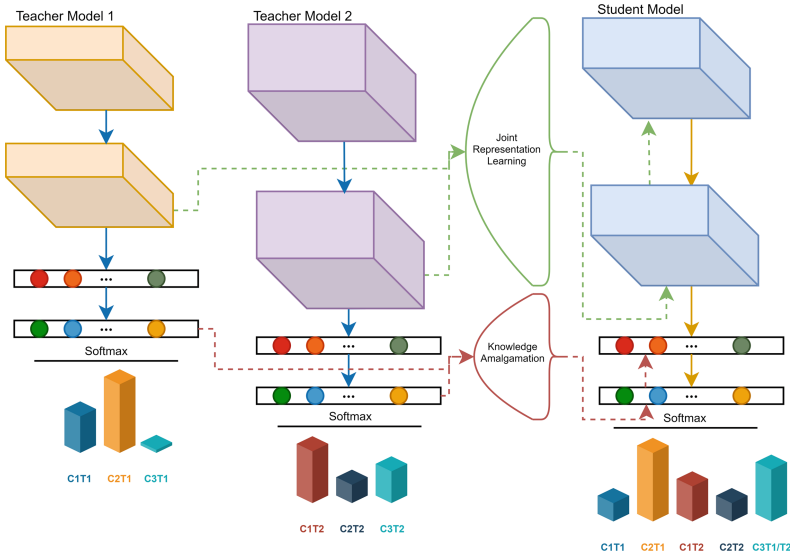 Teacher Model 1
Teacher Model 2
Student Model
Joint
Representation
Learning
Knowledge
Amalgamation
...
...
Softmax
C1T1 C2T1 C3T1
...
...
Softmax
C1T2 C2T2 C3T2
...
...
Softmax
C1T1 C2T1 C1T2 C2T2 C3T1/T2